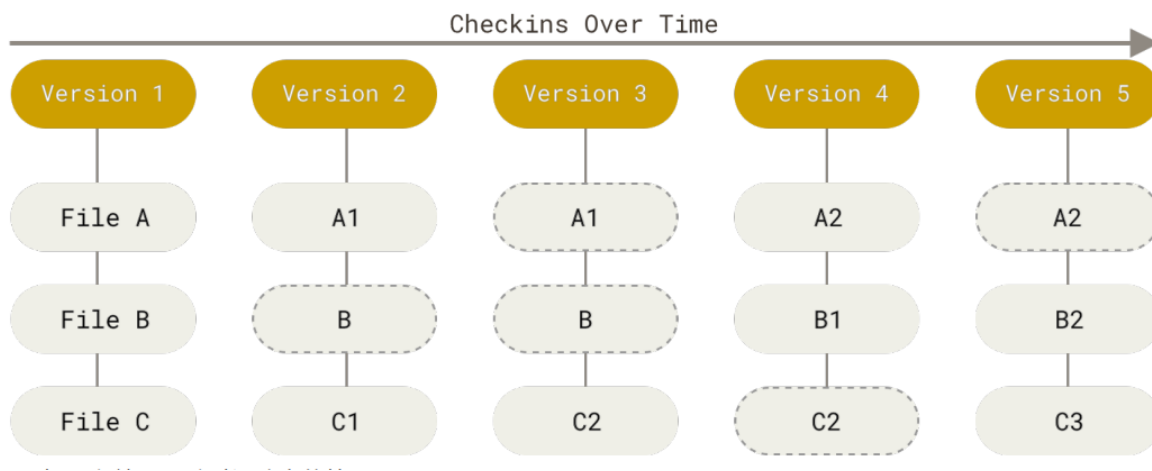 Checkins Over Time
Version 1 Version 2 Version 3 Version 4 Version 5
File A A1 A1 A2 A2
File B B B B1 B2
File C C1 C2 C2 C3